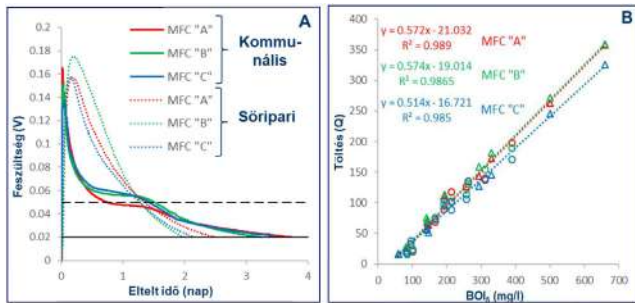 A
Feszültség (V)
0.2
0.18
0.16
0.14
0.12
0.1
0.08
0.06
0.04
0.02
0
0
1
2
3
4
Eltelt idő (nap)
MFC "A"
MFC "B"
MFC "C"
Kommu-
nális
MFC "A"
MFC "B"
MFC "C"
Söripari
B
Töltés (Q)
400
350
300
250
200
150
100
50
0
0
100
200
300
400
500
600
700
BOI₅ (mg/l)
y = 0.572x - 21.032
R² = 0.989
MFC "A"
y = 0.574x - 19.014
R² = 0.9865
MFC "B"
y = 0.514x - 16.721
R² = 0.985
MFC "C"